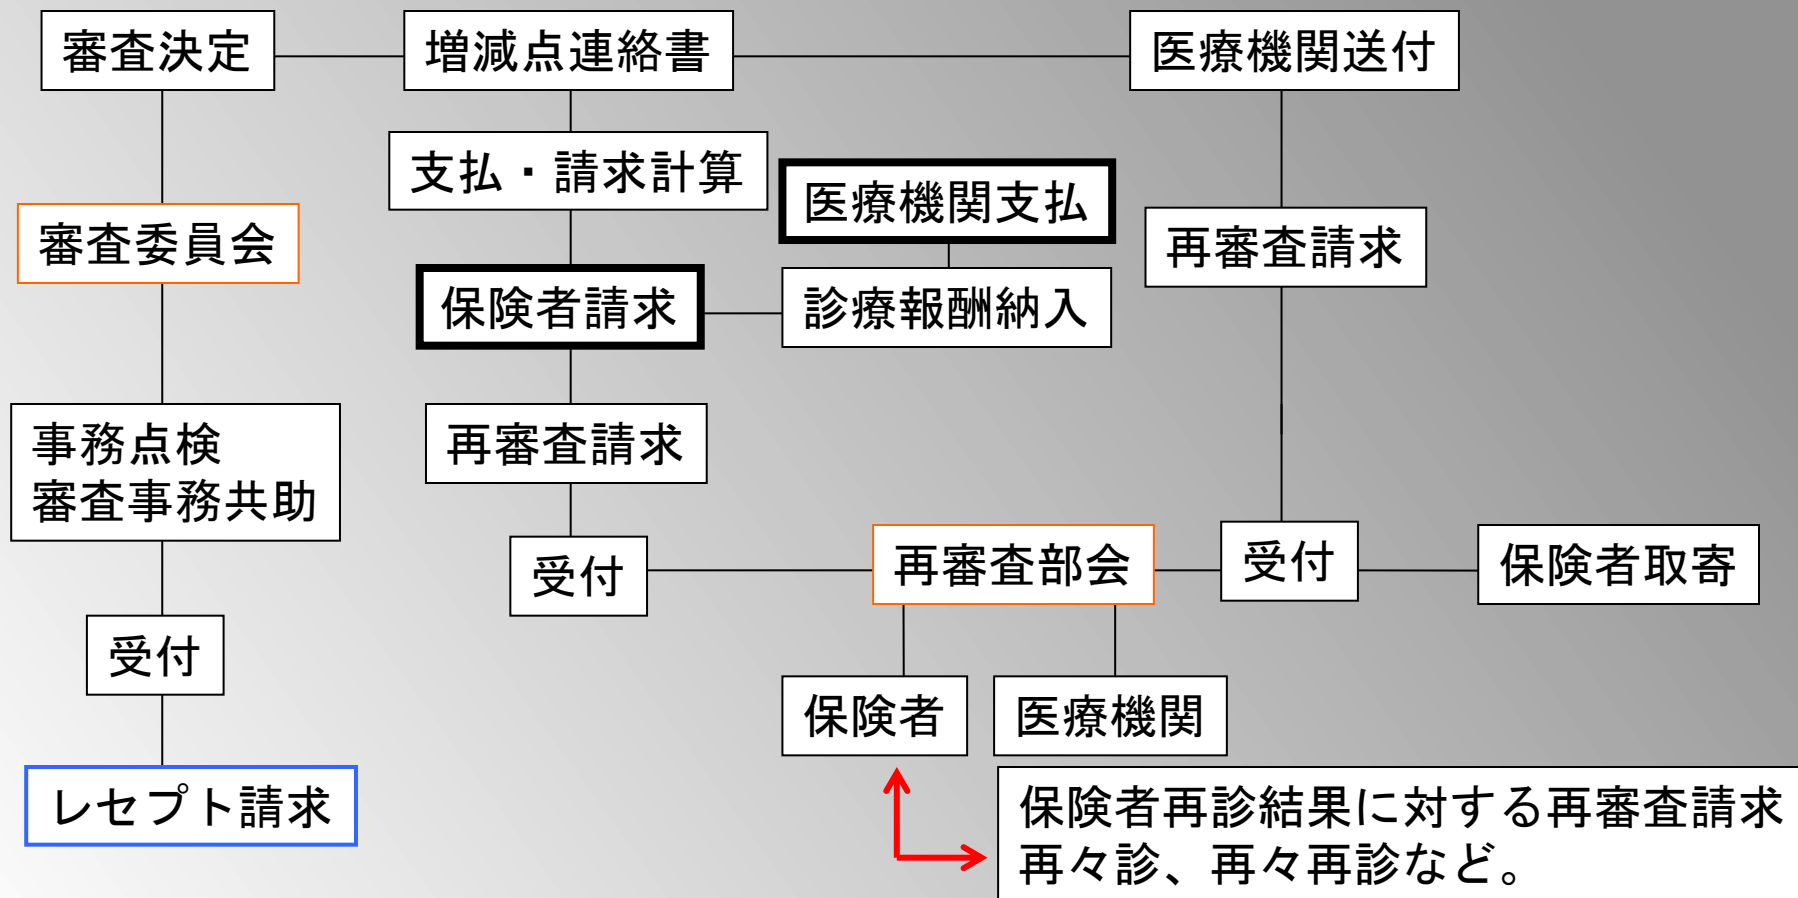 審査決定
増減点連絡書
医療機関送付
支払・請求計算
医療機関支払
審査委員会
再審査請求
保険者請求
診療報酬納入
事務点検
審査事務共助
再審査請求
受付
再審査部会
受付
保険者取寄
受付
保険者
医療機関
レセプト請求
保険者再診結果に対する再審査請求
再々診、再々再診など。